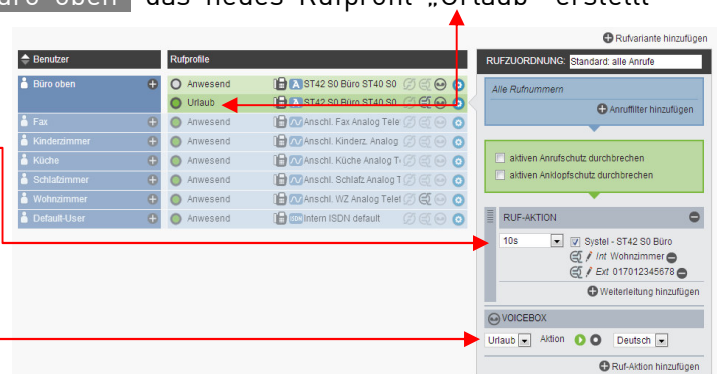 Büro oben das neues Rufprofil „Urlaub" erstellt
Rufvariante hinzufügen
Benutzer Rufprofile
RUFZUORDNUNG: Standard: alle Anrufe
Büro oben Anwesend ST42 S0 Büro ST40 S0
Urlaub ST42 S0 Büro ST40 S0
Fax Anwesend Anschl. Fax Analog Tele
Kinderzimmer Anwesend Anschl. Kinderz. Analog
Küche Anwesend Anschl. Küche Analog T
Schlafzimmer Anwesend Anschl. Schlafz Analog T
Wohnzimmer Anwesend Anschl. WZ Analog Telef
Default-User Anwesend ISDN Intern ISDN default
Alle Rufnummern
Anruffilter hinzufügen
aktiven Anrufschutz durchbrechen
aktiven Anklopfschutz durchbrechen
RUF-AKTION
10s Systel - ST42 S0 Büro
Int Wohnzimmer
Ext 017012345678
Weiterleitung hinzufügen
VOICEBOX
Urlaub Aktion Deutsch
Ruf-Aktion hinzufügen